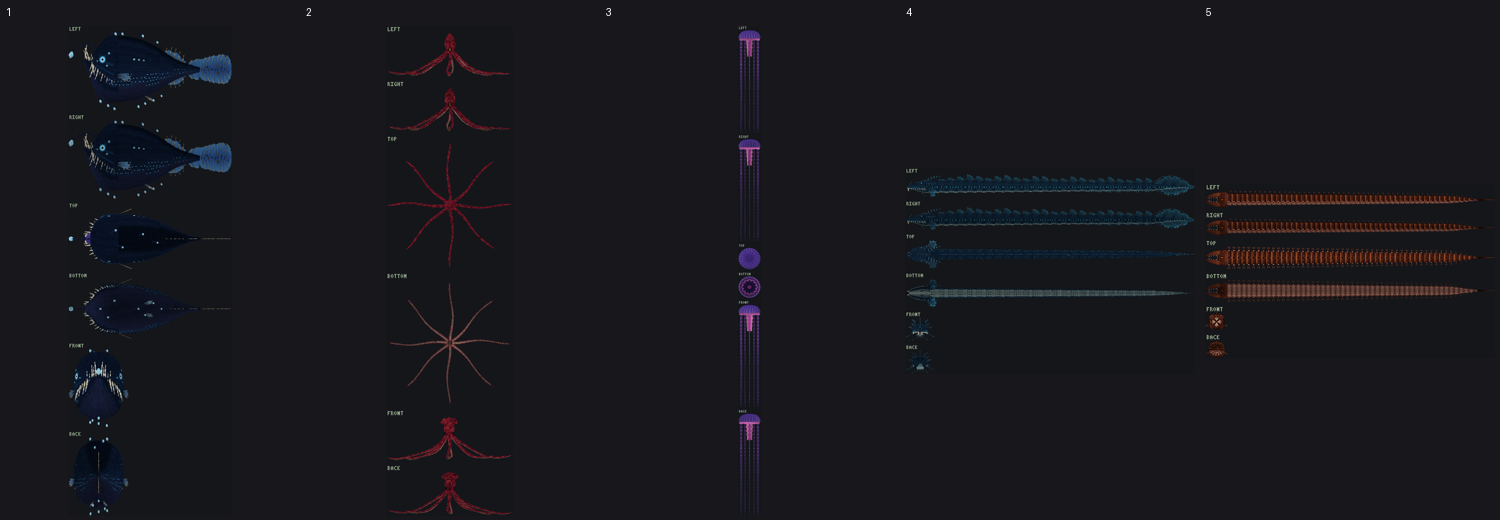 1 2 3 4 5
LEFT
RIGHT
TOP
BOTTOM
FRONT
BACK
LEFT
RIGHT
TOP
BOTTOM
FRONT
BACK
LEFT
RIGHT
TOP
BOTTOM
FRONT
BACK
LEFT
RIGHT
TOP
BOTTOM
FRONT
BACK
LEFT
RIGHT
TOP
BOTTOM
FRONT
BACK